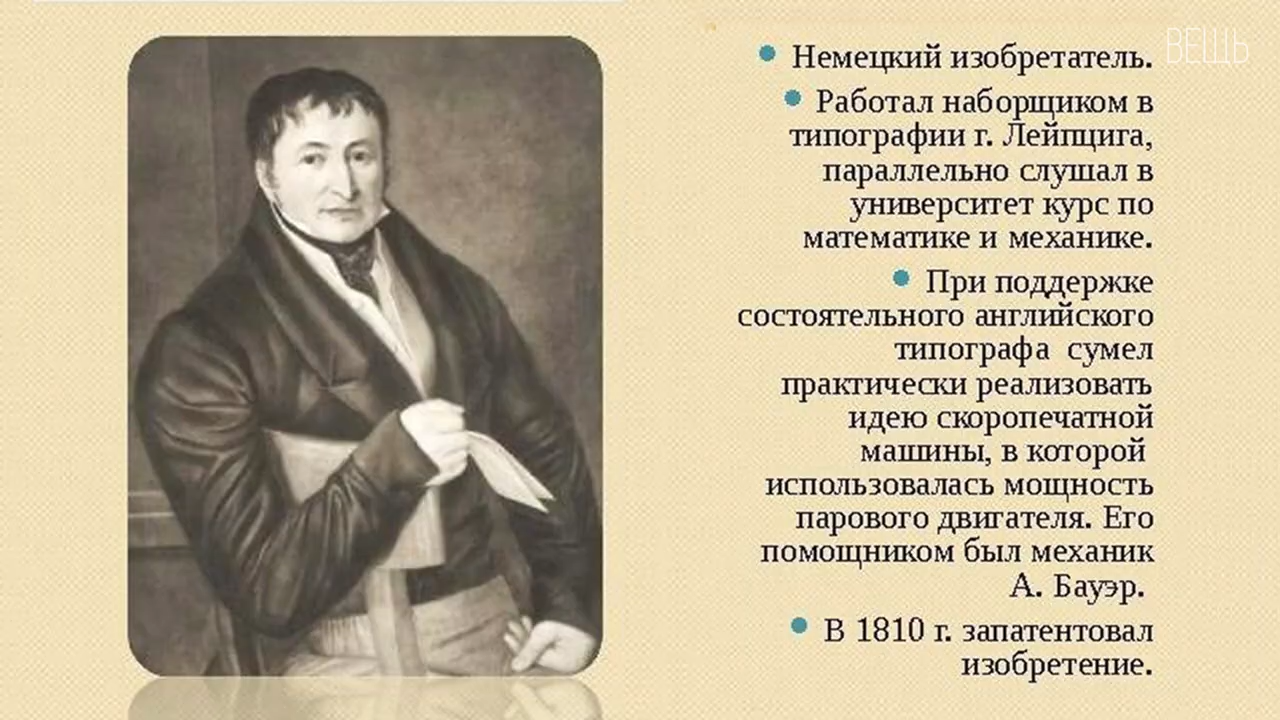 ВЕЩЬ
Немецкий изобретатель.
Работал наборщиком в
типографии г. Лейпцига,
параллельно слушал в
университет курс по
математике и механике.
При поддержке
состоятельного английского
типографа сумел
практически реализовать
идею скоропечатной
машины, в которой
использовалась мощность
парового двигателя. Его
помощником был механик
А. Бауэр.
В 1810 г. запатентовал
изобретение.